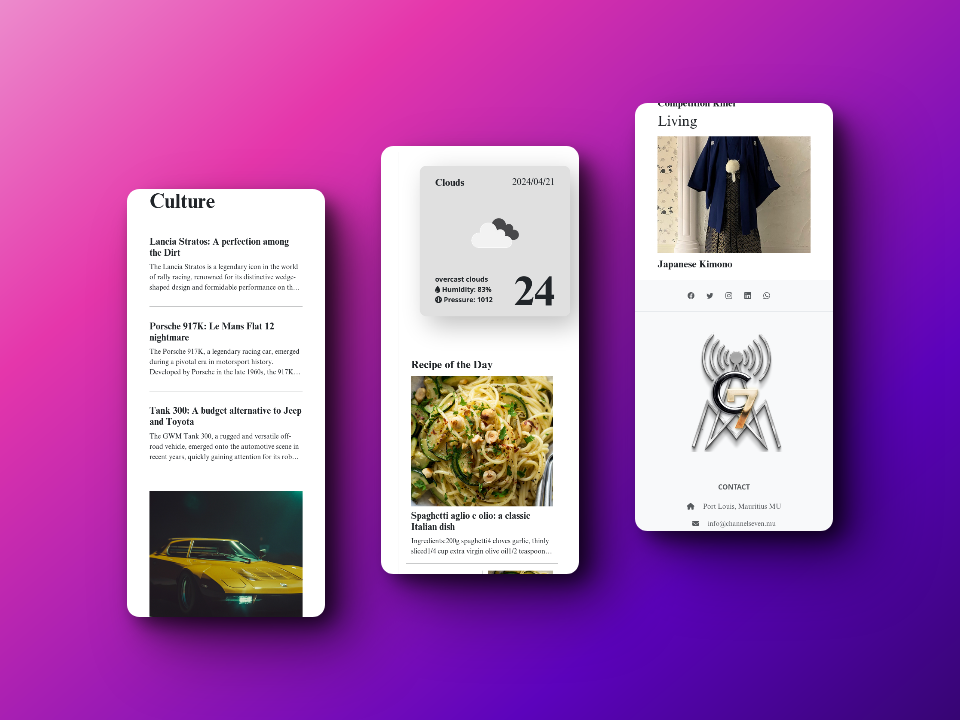 Culture
Lancia Stratos: A perfection among
the Dirt
The Lancia Stratos is a legendary icon in the world
of rally racing, renowned for its distinctive wedge-
shaped design and formidable performance on th...
Porsche 917K: Le Mans Flat 12
nightmare
The Porsche 917K, a legendary racing car, emerged
during a pivotal era in motorsport history.
Developed by Porsche in the late 1960s, the 917K...
Tank 300: A budget alternative to Jeep
and Toyota
The GWM Tank 300, a rugged and versatile off-
road vehicle, emerged onto the automotive scene in
recent years, quickly gaining attention for its rob...
Clouds 2024/04/21
overcast clouds
Humidity: 83%
Pressure: 1012
24
Recipe of the Day
Spaghetti aglio e olio: a classic
Italian dish
Ingredients:200g spaghetti4 cloves garlic, thinly
sliced1/4 cup extra virgin olive oil1/2 teaspoon...
Competition Killer
Living
Japanese Kimono
G7
CONTACT
Port Louis, Mauritius MU
info@channelseven.mu